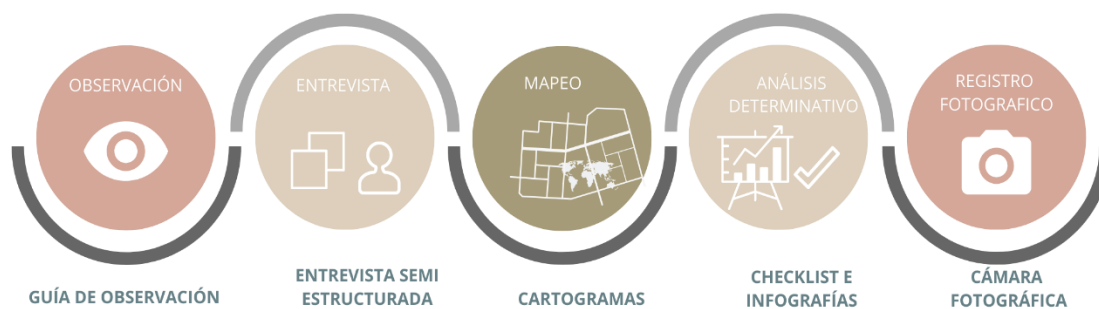 OBSERVACIÓN
ENTREVISTA
MAPEO
ANÁLISIS
DETERMINATIVO
REGISTRO
FOTOGRAFICO
GUÍA DE OBSERVACIÓN
ENTREVISTA SEMI
ESTRUCTURADA
CARTOGRAMAS
CHECKLIST E
INFOGRAFÍAS
CÁMARA
FOTOGRÁFICA